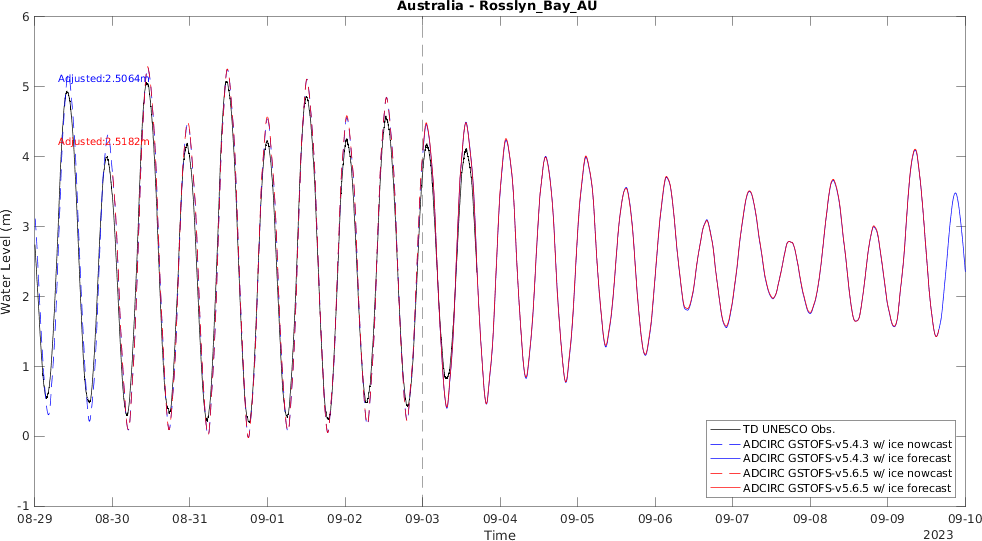 Australia - Rosslyn_Bay_AU
6
5
4
3
2
1
0
-1
Water Level (m)
Adjusted:2.5064m
Adjusted:2.5182m
TD UNESCO Obs.
ADCIRC GSTOFS-v5.4.3 w/ ice nowcast
ADCIRC GSTOFS-v5.4.3 w/ ice forecast
ADCIRC GSTOFS-v5.6.5 w/ ice nowcast
ADCIRC GSTOFS-v5.6.5 w/ ice forecast
08-29 08-30 08-31 09-01 09-02 09-03 09-04 09-05 09-06 09-07 09-08 09-09 09-10
Time
2023